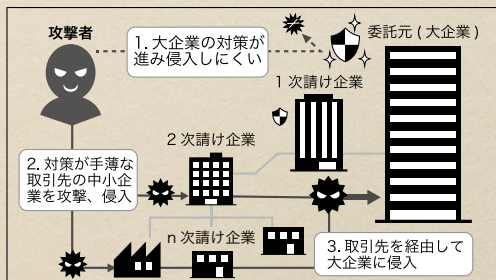 攻撃者
1. 大企業の対策が
進み侵入しにくい
委託元(大企業)
1次請け企業
2次請け企業
2. 対策が手薄な
取引先の中小企
業を攻撃、侵入
n次請け企業
3. 取引先を経由して
大企業に侵入